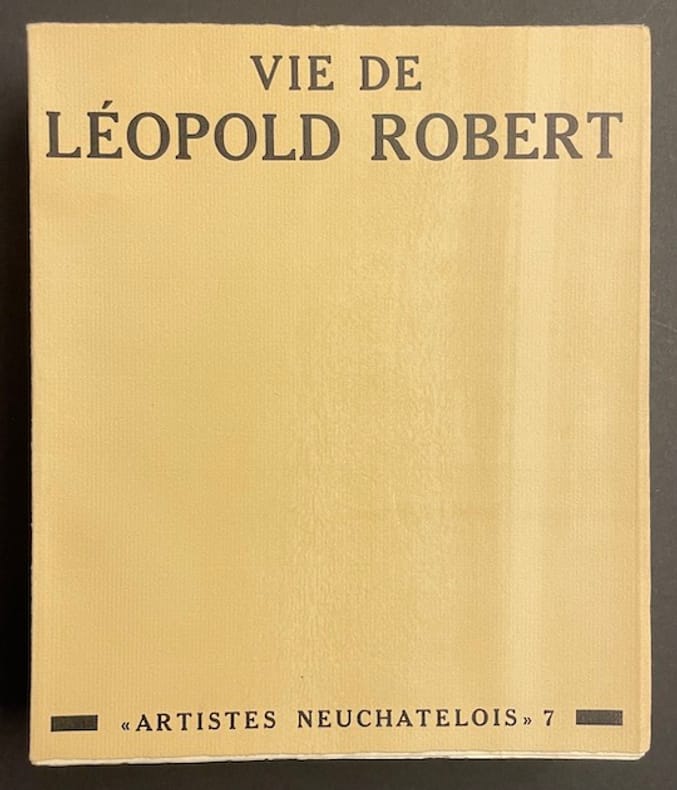 VIE DE
LÉOPOLD ROBERT
«ARTISTES NEUCHATELOIS» 7